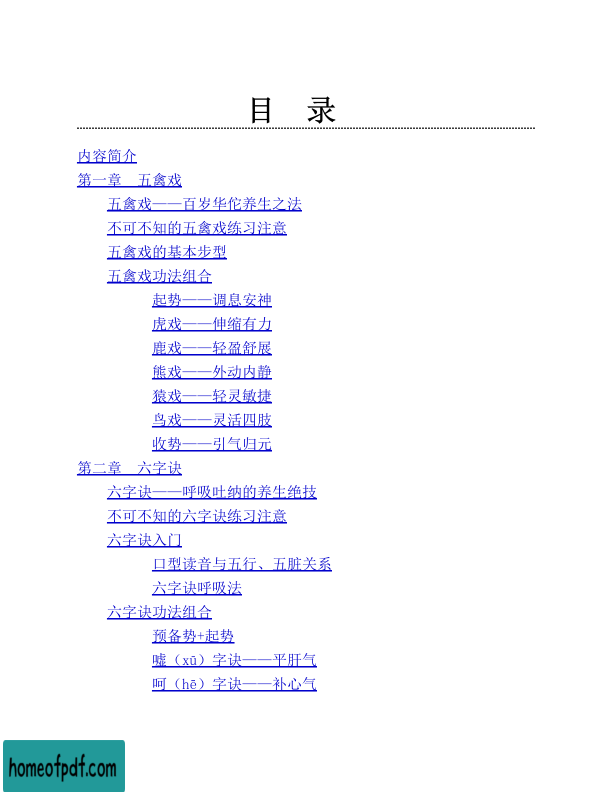 目 录
内容简介
第一章 五禽戏
五禽戏——百岁华佗养生之法
不可不知的五禽戏练习注意
五禽戏的基本步型
五禽戏功法组合
起势——调息安神
虎戏——伸缩有力
鹿戏——轻盈舒展
熊戏——外动内静
猿戏——轻灵敏捷
鸟戏——灵活四肢
收势——引气归元
第二章 六字诀
六字诀——呼吸吐纳的养生绝技
不可不知的六字诀练习注意
六字诀入门
口型读音与五行、五脏关系
六字诀呼吸法
六字诀功法组合
预备势+起势
嘘（xū）字诀——平肝气
呵（hē）字诀——补心气
homeofpdf.com